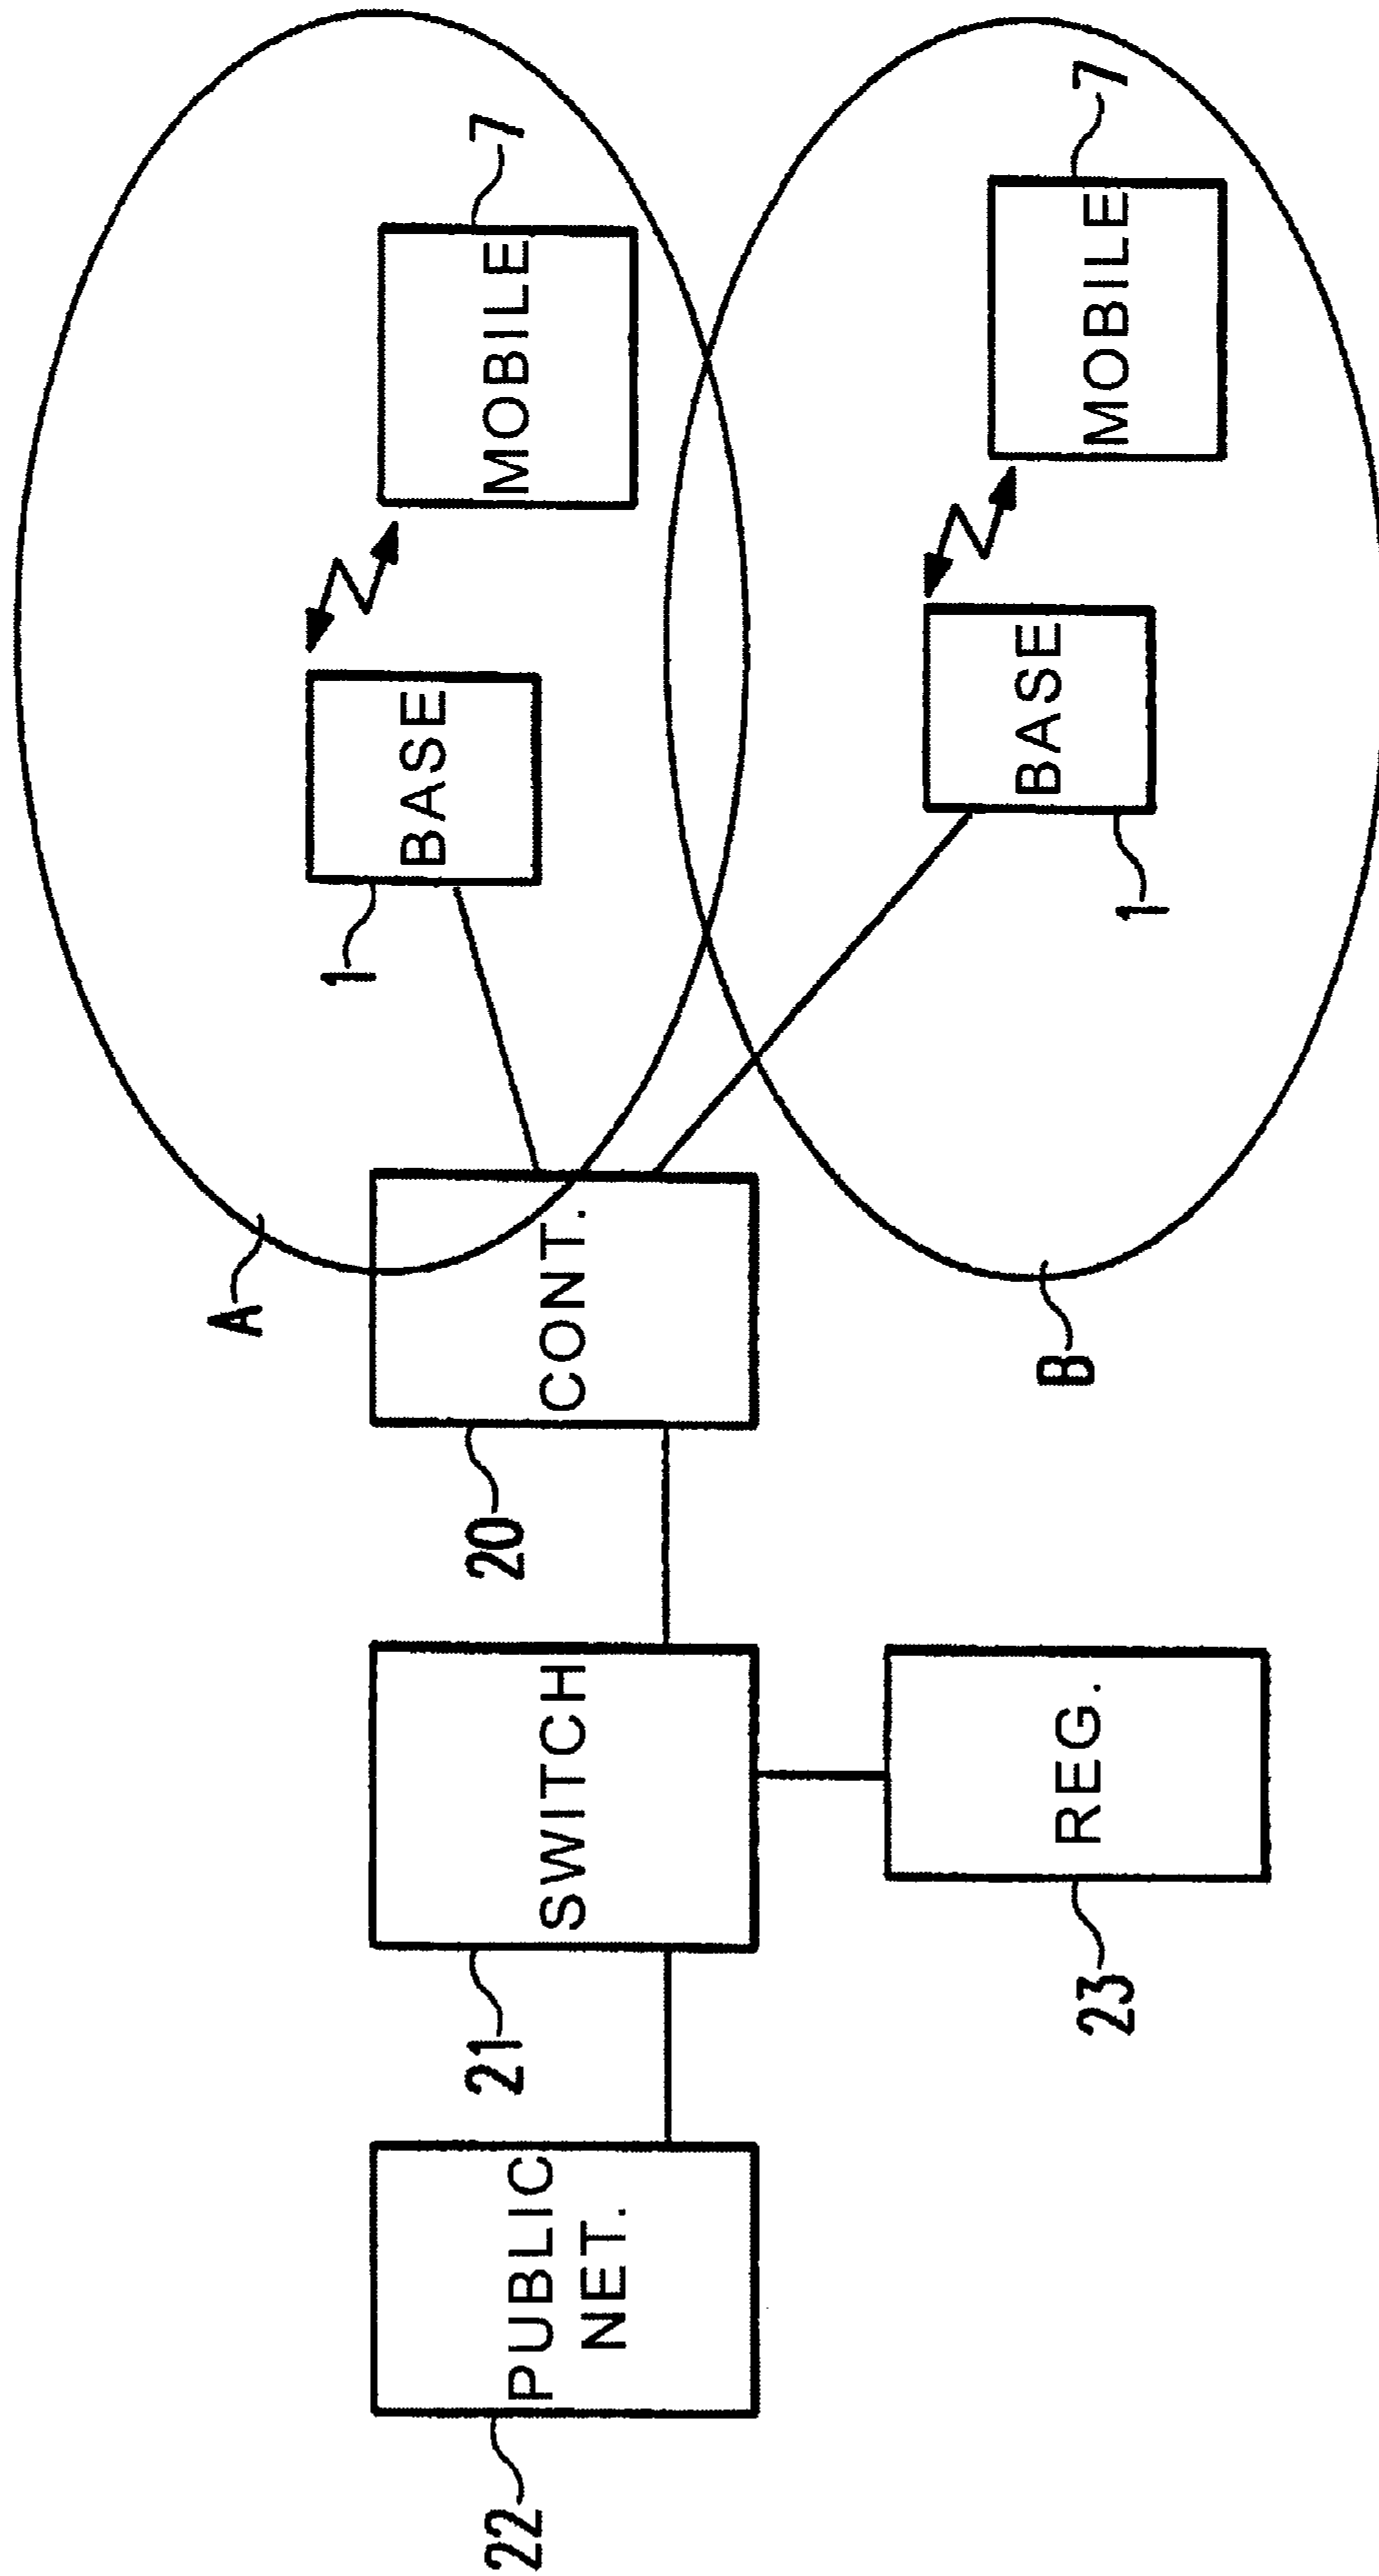 22
PUBLIC
NET.
21
SWITCH
23
REG.
20
CONT.
A
B
1
BASE
MOBILE
7
1
BASE
MOBILE
7